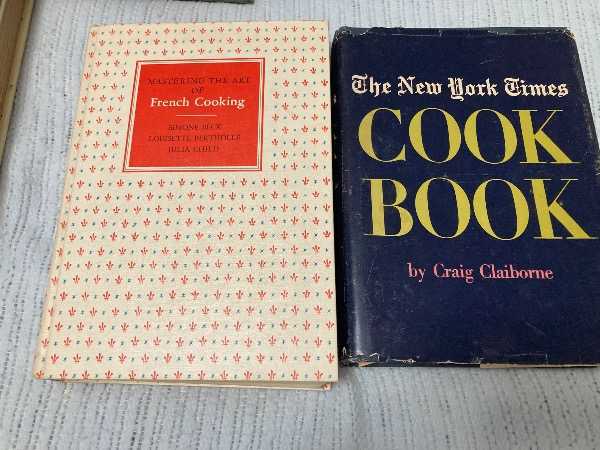 MASTERING THE ART
OF
French Cooking
SIMONE BECK
LOUISETTE BERTHOLLE
JULIA CHILD
The New York Times
COOK
BOOK
by Craig Claiborne